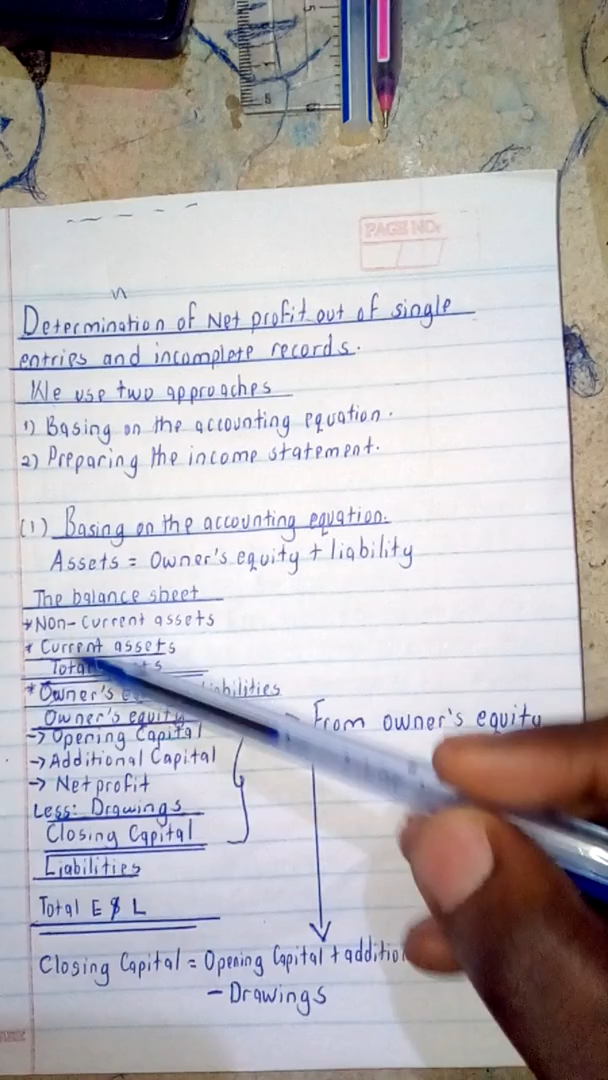 PAGE NO:
Determination of Net profit out of single
entries and incomplete records.
We use two approaches
1) Basing on the accounting equation.
2) Preparing the income statement.
(1) Basing on the accounting equation.
Assets = Owner's equity + liability
The balance sheet
* Non-current assets
* Current assets
* Owner's
Owner's equity
From owner's equity
→ Opening Capital
→ Additional Capital
→ Net profit
Less: Drawings
Closing Capital
Liabilities
Total E & L
Closing Capital = Opening Capital +
- Drawings